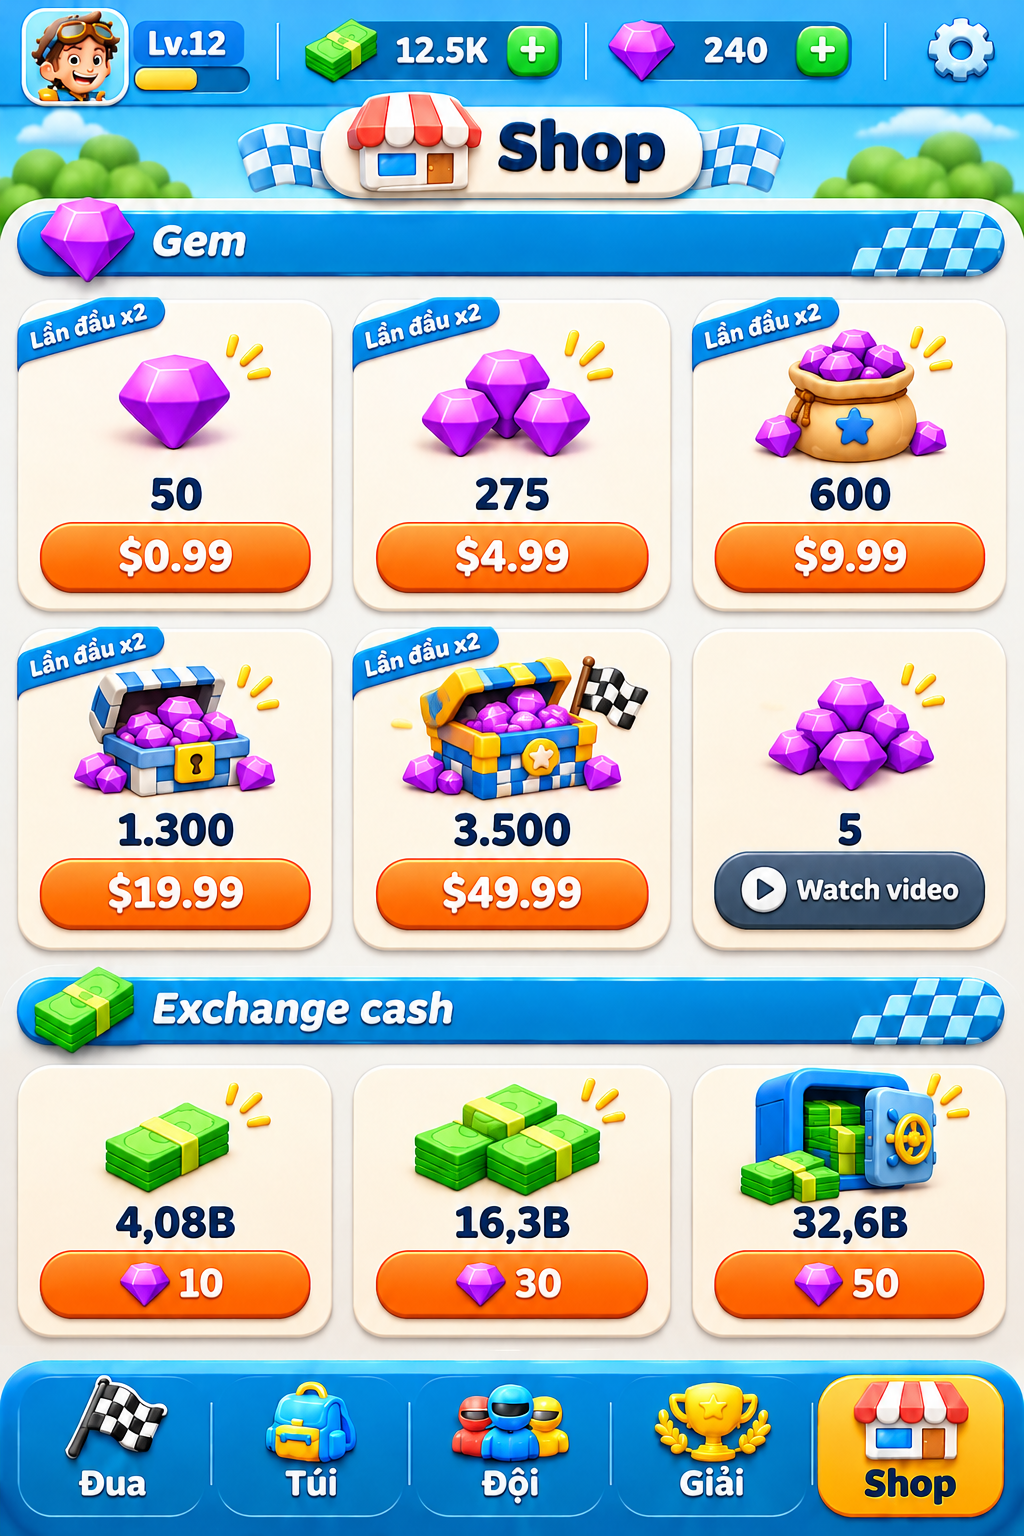 Lv.12
12.5K
+
240
+
Shop
Gem
Lần đầu x2
50
$0.99
Lần đầu x2
275
$4.99
Lần đầu x2
600
$9.99
Lần đầu x2
1.300
$19.99
Lần đầu x2
3.500
$49.99
5
Watch video
Exchange cash
4,08B
10
16,3B
30
32,6B
50
Đua
Túi
Đội
Giải
Shop